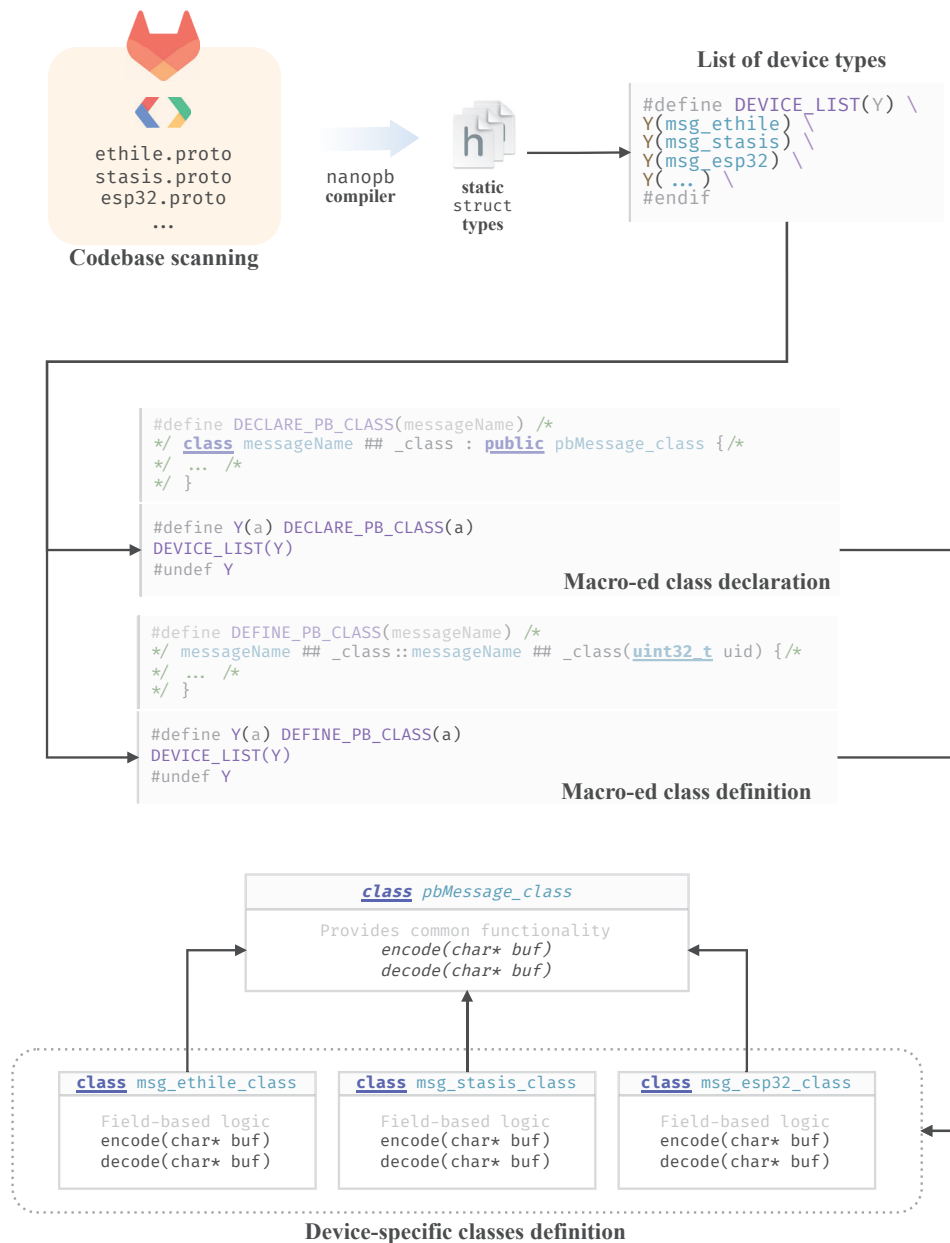 ethile.proto
stasis.proto
esp32.proto
...
Codebase scanning
nanopb
compiler
h
static
struct
types
List of device types
#define DEVICE_LIST(Y) \
Y(msg_ethile) \
Y(msg_stasis) \
Y(msg_esp32) \
Y( ... ) \
#endif
#define DECLARE_PB_CLASS(messageName) /*
*/ class messageName ## _class : public pbMessage_class {/*
*/ ... /*
*/ }
#define Y(a) DECLARE_PB_CLASS(a)
DEVICE_LIST(Y)
#undef Y
Macro-ed class declaration
#define DEFINE_PB_CLASS(messageName) /*
*/ messageName ## _class::messageName ## _class(uint32_t uid) {/*
*/ ... /*
*/ }
#define Y(a) DEFINE_PB_CLASS(a)
DEVICE_LIST(Y)
#undef Y
Macro-ed class definition
class pbMessage_class
Provides common functionality
encode(char* buf)
decode(char* buf)
class msg_ethile_class
Field-based logic
encode(char* buf)
decode(char* buf)
class msg_stasis_class
Field-based logic
encode(char* buf)
decode(char* buf)
class msg_esp32_class
Field-based logic
encode(char* buf)
decode(char* buf)
Device-specific classes definition